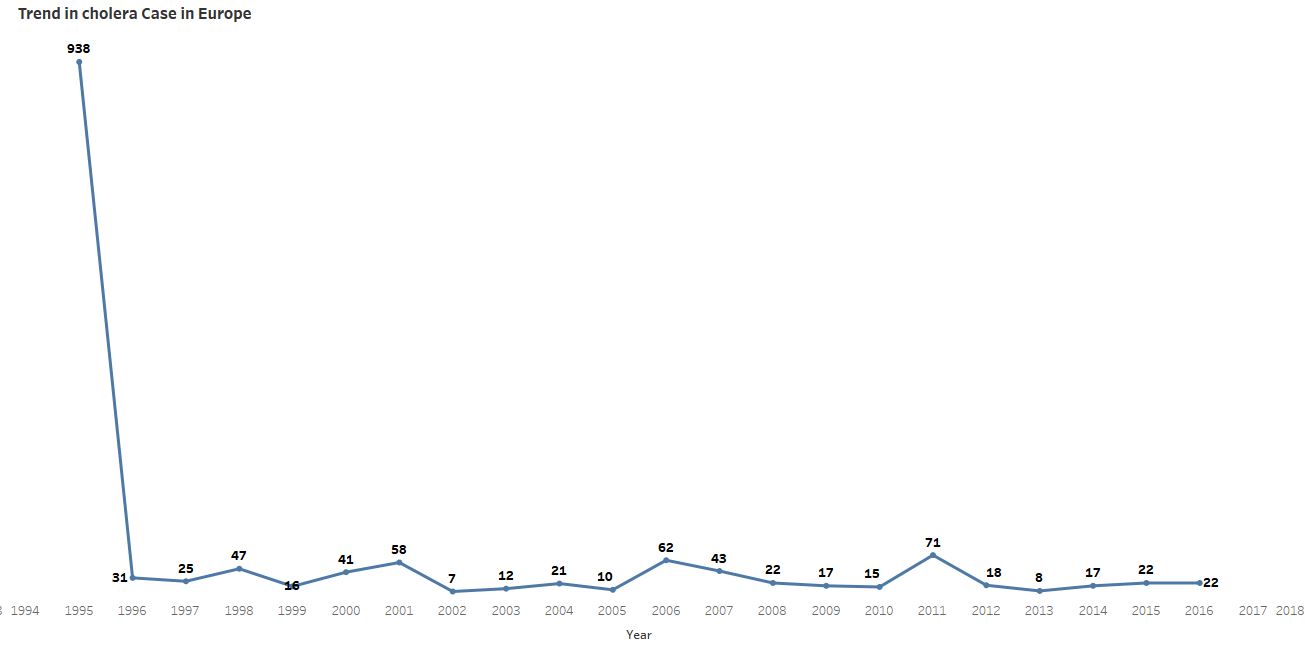 Trend in cholera Case in Europe
938
31 25 47 16 41 58 7 12 21 10 62 43 22 17 15 71 18 8 17 22 22
1994 1995 1996 1997 1998 1999 2000 2001 2002 2003 2004 2005 2006 2007 2008 2009 2010 2011 2012 2013 2014 2015 2016 2017 2018
Year